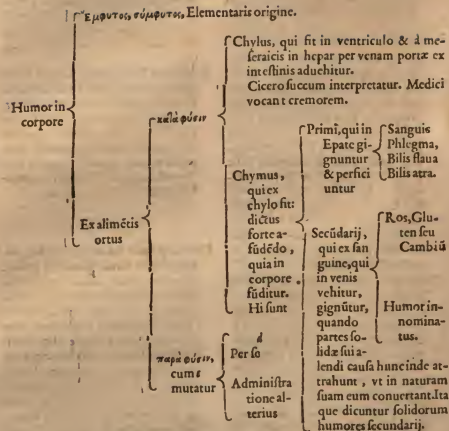 Ἔμφυτος, σύμφυτος, Elementaris origine.
Humor in
corpore
Ex alimētis
ortus
κατὰ φύσιν
Chylus, qui fit in ventriculo & à me-
seraicis in hepar per venam portæ ex
intestinis aduehitur.
Cicero succum interpretatur. Medici
vocant cremorem.
Chymus,
qui ex
chylo fit:
dictus
forte a-
fūdēdo,
quia in
corpore
fūditur.
Hi sunt
Primi, qui in
Epate gi-
gnuntur
& perfici
untur
Sanguis
Phlegma,
Bilis flaua
Bilis atra.
Secūdarij,
qui ex san
guine, qui
in venis
vehitur,
gignūtur,
quando
partes so-
lidæ sui a-
lendi causa hunc inde at-
trahunt, vt in naturam
suam eum conuertant. Ita
que dicuntur solidorum
humores secundarij.
Ros, Glu-
ten seu
Cambiū
Humor in-
nomina-
tus.
παρὰ φύσιν,
cum
mutatur
Per se
Administra
tione al-
terius